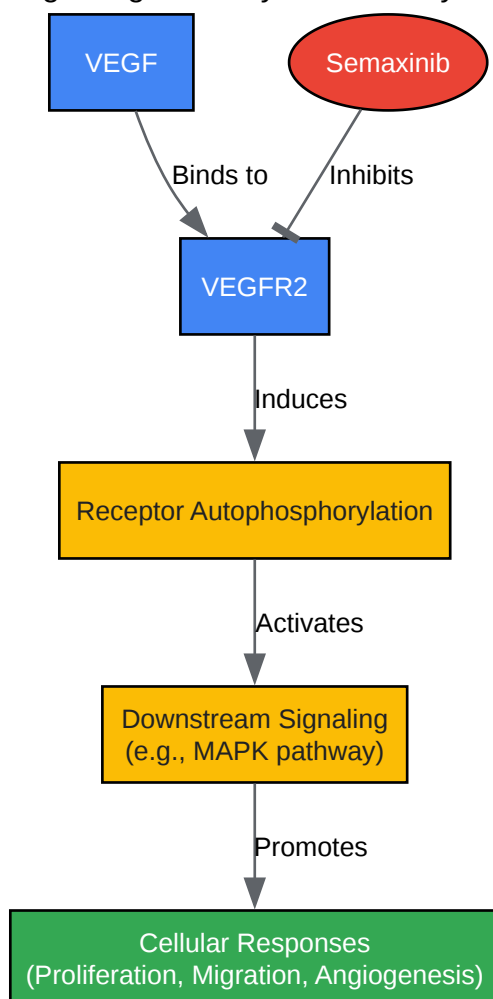 VEGF
Semaxinib
Binds to
Inhibits
VEGFR2
Induces
Receptor Autophosphorylation
Activates
Downstream Signaling
(e.g., MAPK pathway)
Promotes
Cellular Responses
(Proliferation, Migration, Angiogenesis)